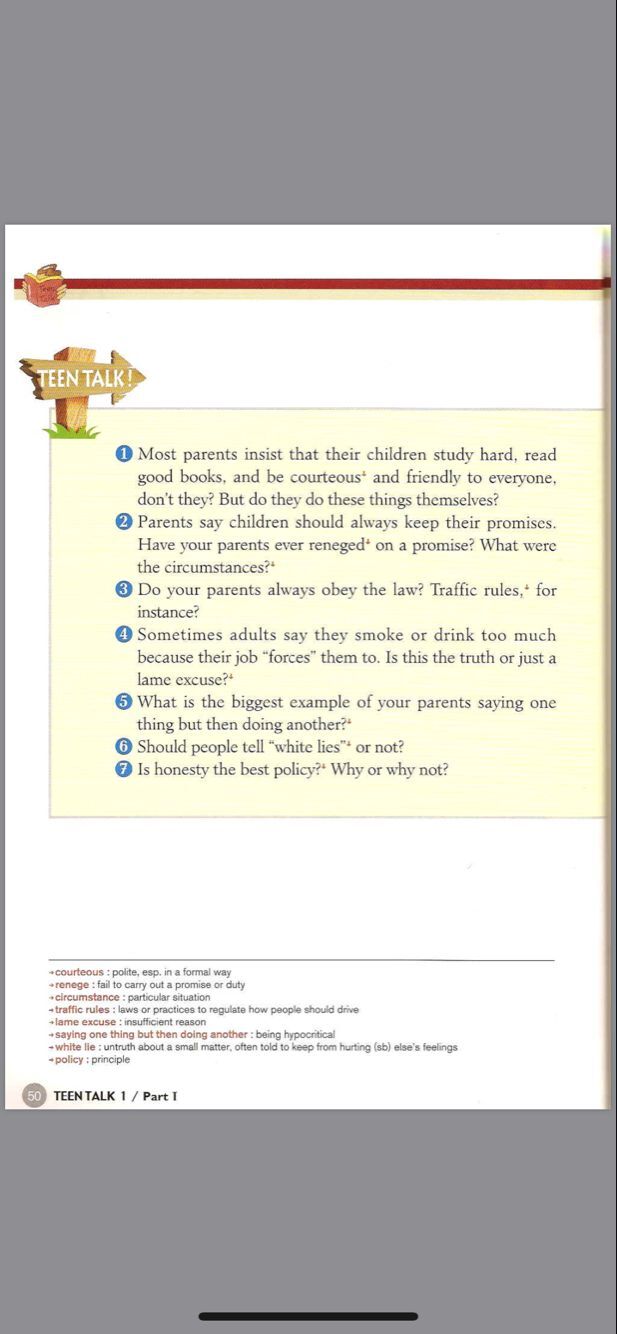 Teen
Talk
TEEN TALK!
1 Most parents insist that their children study hard, read
good books, and be courteous⁺ and friendly to everyone,
don't they? But do they do these things themselves?
2 Parents say children should always keep their promises.
Have your parents ever reneged⁺ on a promise? What were
the circumstances?⁺
3 Do your parents always obey the law? Traffic rules,⁺ for
instance?
4 Sometimes adults say they smoke or drink too much
because their job “forces” them to. Is this the truth or just a
lame excuse?⁺
5 What is the biggest example of your parents saying one
thing but then doing another?⁺
6 Should people tell “white lies”⁺ or not?
7 Is honesty the best policy?⁺ Why or why not?
→courteous : polite, esp. in a formal way
→renege : fail to carry out a promise or duty
→circumstance : particular situation
→traffic rules : laws or practices to regulate how people should drive
→lame excuse : insufficient reason
→saying one thing but then doing another : being hypocritical
→white lie : untruth about a small matter, often told to keep from hurting (sb) else's feelings
→policy : principle
50 TEEN TALK 1 / Part I